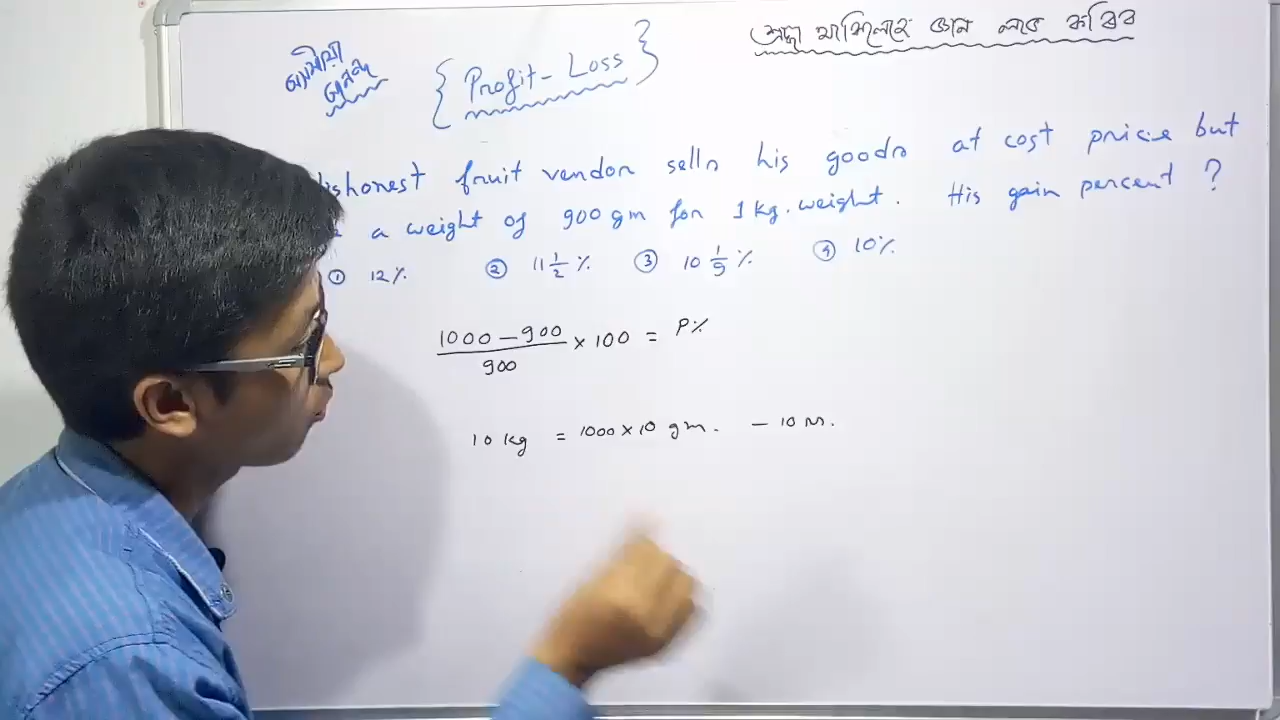 শ্ৰদ্ধা যাৰ্শিলেহে জ্ঞান লাভ কৰিব
{Profit-Loss}
dishonest fruit vendor sells his goods at cost price but
a weight of 900 gm for 1 kg. weight. His gain percent ?
① 12% ② 11 1/2 % ③ 10 1/9 % ④ 10%
1000 - 900 / 900 × 100 = P%
10 kg = 1000 × 10 gm. - 10 M.